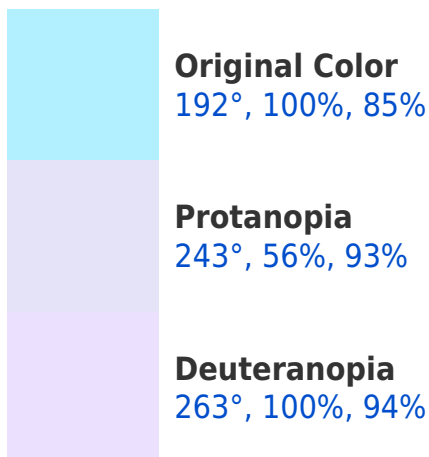 Original Color
192°, 100%, 85%
Protanopia
243°, 56%, 93%
Deuteranopia
263°, 100%, 94%